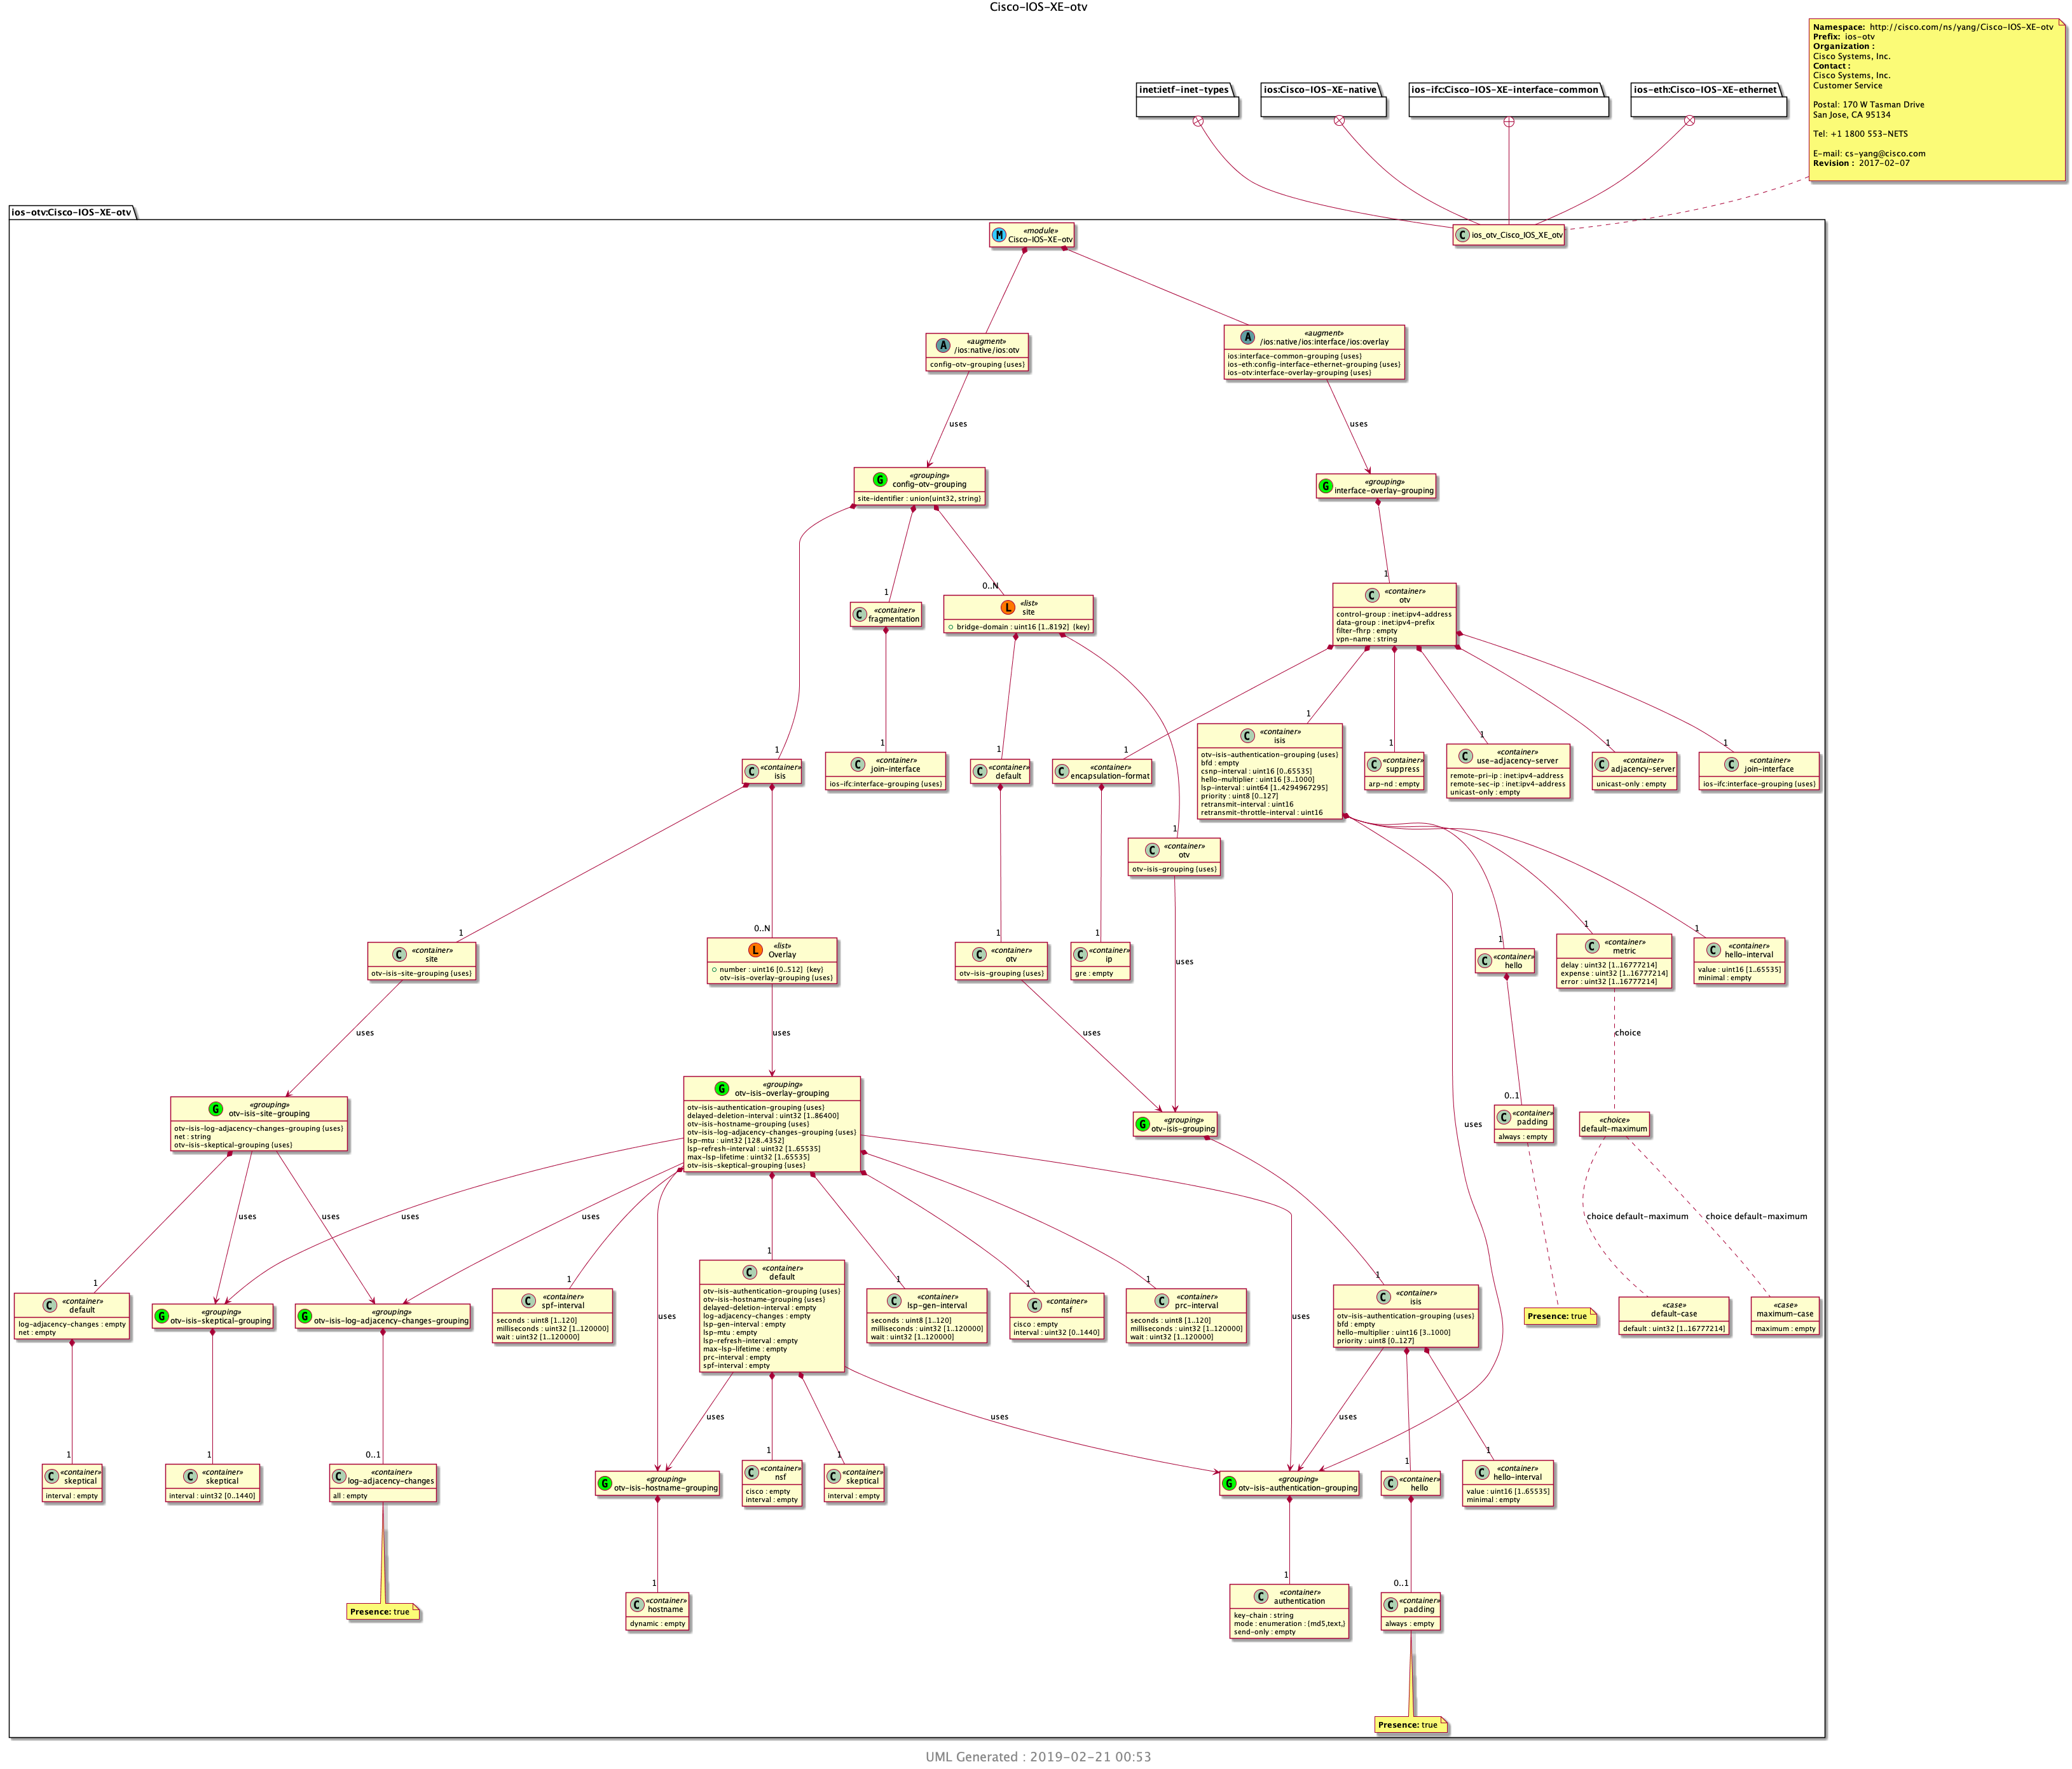 Cisco-IOS-XE-otv
Namespace: http://cisco.com/ns/yang/Cisco-IOS-XE-otv
Prefix: ios-otv
Organization :
Cisco Systems, Inc.
Contact :
Cisco Systems, Inc.
Customer Service
Postal: 170 W Tasman Drive
San Jose, CA 95134
Tel: +1 1800 553-NETS
E-mail: cs-yang@cisco.com
Revision : 2017-02-07
inet:ietf-inet-types
ios:Cisco-IOS-XE-native
ios-ifc:Cisco-IOS-XE-interface-common
ios-eth:Cisco-IOS-XE-ethernet
ios-otv:Cisco-IOS-XE-otv
M «module»
Cisco-IOS-XE-otv
C ios_otv_Cisco_IOS_XE_otv
A «augment»
/ios:native/ios:otv
config-otv-grouping {uses}
A «augment»
/ios:native/ios:interface/ios:overlay
ios:interface-common-grouping {uses}
ios-eth:config-interface-ethernet-grouping {uses}
ios-otv:interface-overlay-grouping {uses}
uses
uses
G «grouping»
config-otv-grouping
site-identifier : union{uint32, string}
G «grouping»
interface-overlay-grouping
1
0..N
1
C «container»
fragmentation
L «list»
site
bridge-domain : uint16 [1..8192] {key}
C «container»
otv
control-group : inet:ipv4-address
data-group : inet:ipv4-prefix
filter-fhrp : empty
vpn-name : string
1
1
1
1
1
1
1
1
1
C «container»
isis
C «container»
join-interface
ios-ifc:interface-grouping {uses}
C «container»
default
C «container»
encapsulation-format
C «container»
isis
otv-isis-authentication-grouping {uses}
bfd : empty
csnp-interval : uint16 [0..65535]
hello-multiplier : uint16 [3..1000]
lsp-interval : uint64 [1..4294967295]
priority : uint8 [0..127]
retransmit-interval : uint16
retransmit-throttle-interval : uint16
C «container»
suppress
arp-nd : empty
C «container»
use-adjacency-server
remote-pri-ip : inet:ipv4-address
remote-sec-ip : inet:ipv4-address
unicast-only : empty
C «container»
adjacency-server
unicast-only : empty
C «container»
join-interface
ios-ifc:interface-grouping {uses}
1
C «container»
otv
otv-isis-grouping {uses}
1
0..N
1
1
1
1
1
C «container»
site
otv-isis-site-grouping {uses}
L «list»
Overlay
number : uint16 [0..512] {key}
otv-isis-overlay-grouping {uses}
C «container»
otv
otv-isis-grouping {uses}
C «container»
ip
gre : empty
C «container»
hello
C «container»
metric
delay : uint32 [1..16777214]
expense : uint32 [1..16777214]
error : uint32 [1..16777214]
C «container»
hello-interval
value : uint16 [1..65535]
minimal : empty
uses
uses
uses
uses
choice
G «grouping»
otv-isis-site-grouping
otv-isis-log-adjacency-changes-grouping {uses}
net : string
otv-isis-skeptical-grouping {uses}
G «grouping»
otv-isis-overlay-grouping
otv-isis-authentication-grouping {uses}
delayed-deletion-interval : uint32 [1..86400]
otv-isis-hostname-grouping {uses}
otv-isis-log-adjacency-changes-grouping {uses}
lsp-mtu : uint32 [128..4352]
lsp-refresh-interval : uint32 [1..65535]
max-lsp-lifetime : uint32 [1..65535]
otv-isis-skeptical-grouping {uses}
G «grouping»
otv-isis-grouping
uses
0..1
C «container»
padding
always : empty
«choice»
default-maximum
uses
uses
uses
uses
choice default-maximum
choice default-maximum
1
1
1
1
1
1
1
C «container»
default
log-adjacency-changes : empty
net : empty
G «grouping»
otv-isis-skeptical-grouping
G «grouping»
otv-isis-log-adjacency-changes-grouping
C «container»
spf-interval
seconds : uint8 [1..120]
milliseconds : uint32 [1..120000]
wait : uint32 [1..120000]
uses
C «container»
default
otv-isis-authentication-grouping {uses}
otv-isis-hostname-grouping {uses}
delayed-deletion-interval : empty
log-adjacency-changes : empty
lsp-gen-interval : empty
lsp-mtu : empty
lsp-refresh-interval : empty
max-lsp-lifetime : empty
prc-interval : empty
spf-interval : empty
C «container»
lsp-gen-interval
seconds : uint8 [1..120]
milliseconds : uint32 [1..120000]
wait : uint32 [1..120000]
C «container»
nsf
cisco : empty
interval : uint32 [0..1440]
C «container»
prc-interval
seconds : uint8 [1..120]
milliseconds : uint32 [1..120000]
wait : uint32 [1..120000]
uses
C «container»
isis
otv-isis-authentication-grouping {uses}
bfd : empty
hello-multiplier : uint16 [3..1000]
priority : uint8 [0..127]
Presence: true
«case»
default-case
default : uint32 [1..16777214]
«case»
maximum-case
maximum : empty
uses
uses
uses
1
1
0..1
1
1
1
1
C «container»
skeptical
interval : empty
C «container»
skeptical
interval : uint32 [0..1440]
C «container»
log-adjacency-changes
all : empty
G «grouping»
otv-isis-hostname-grouping
C «container»
nsf
cisco : empty
interval : empty
C «container»
skeptical
interval : empty
G «grouping»
otv-isis-authentication-grouping
C «container»
hello
C «container»
hello-interval
value : uint16 [1..65535]
minimal : empty
1
1
0..1
Presence: true
C «container»
hostname
dynamic : empty
C «container»
authentication
key-chain : string
mode : enumeration : {md5,text,}
send-only : empty
C «container»
padding
always : empty
Presence: true
UML Generated : 2019-02-21 00:53